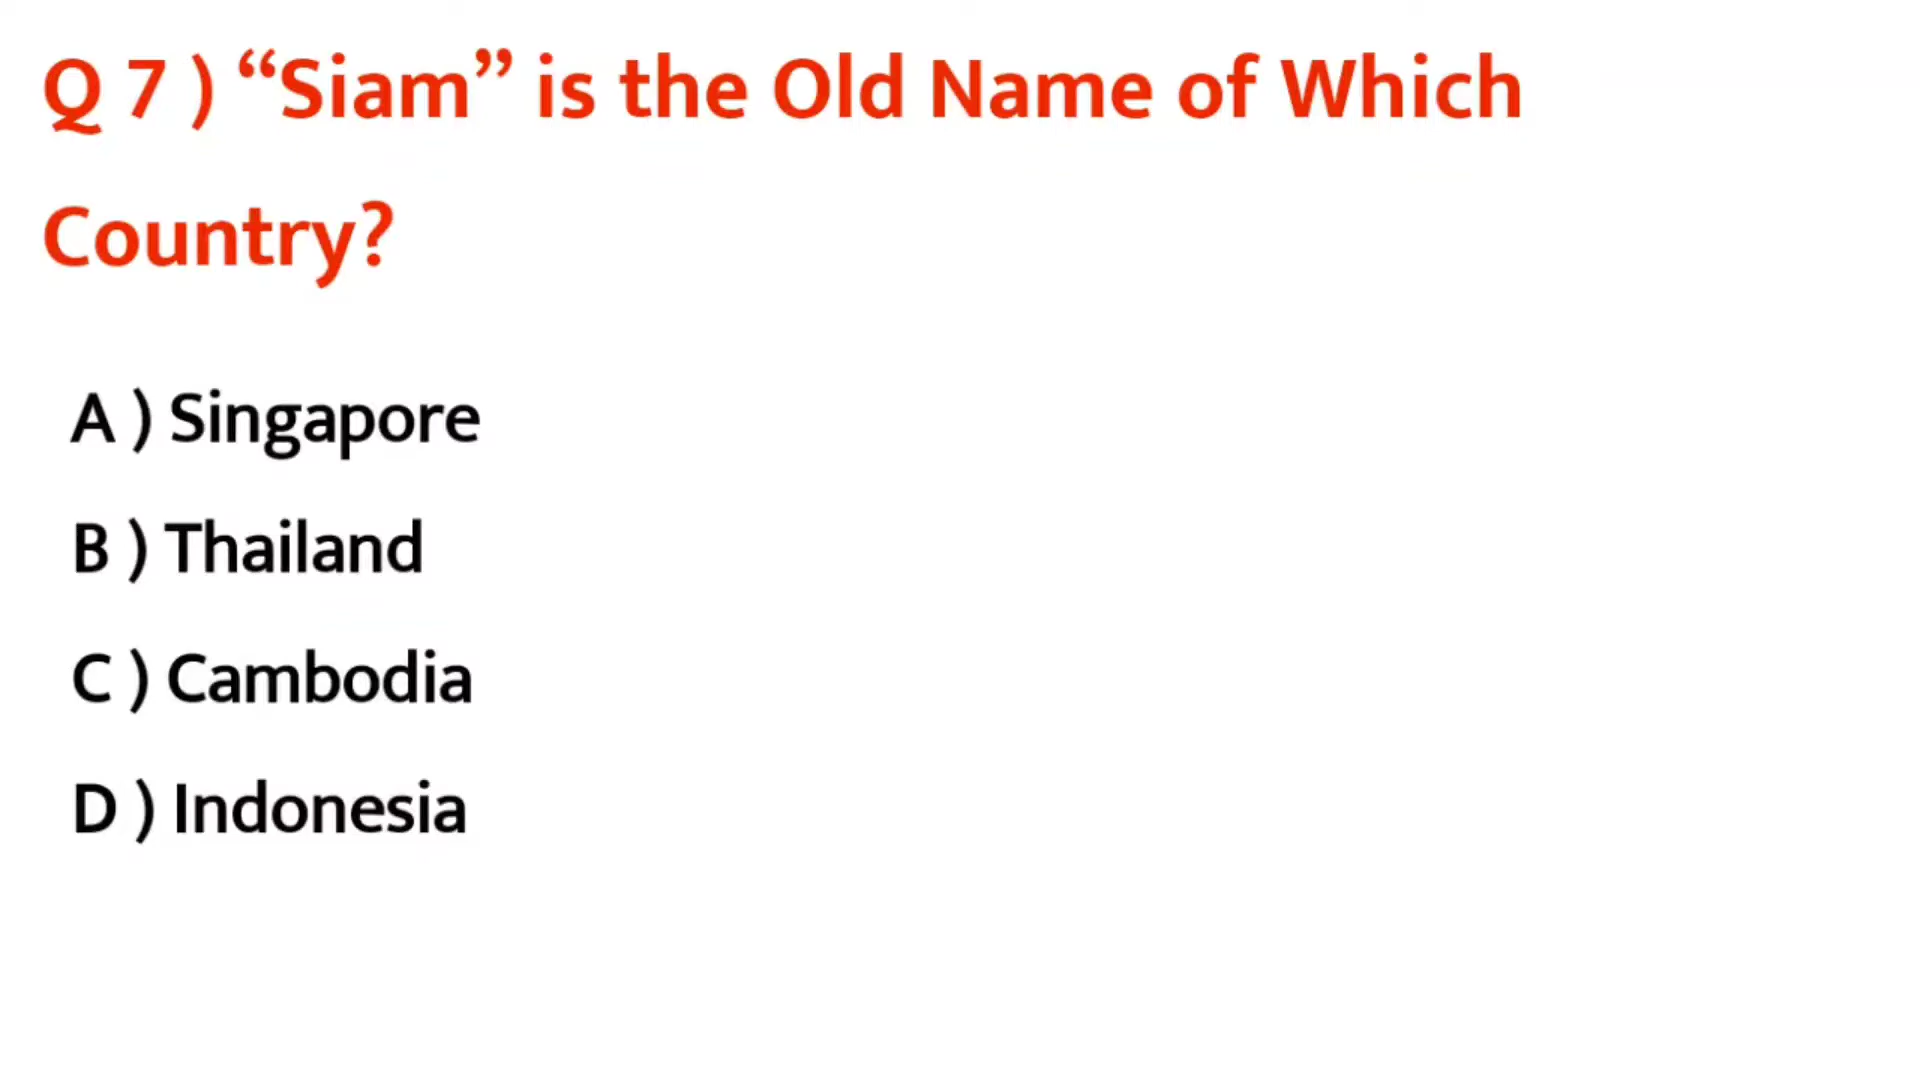 Q 7 ) “Siam” is the Old Name of Which
Country?
A ) Singapore
B ) Thailand
C ) Cambodia
D ) Indonesia